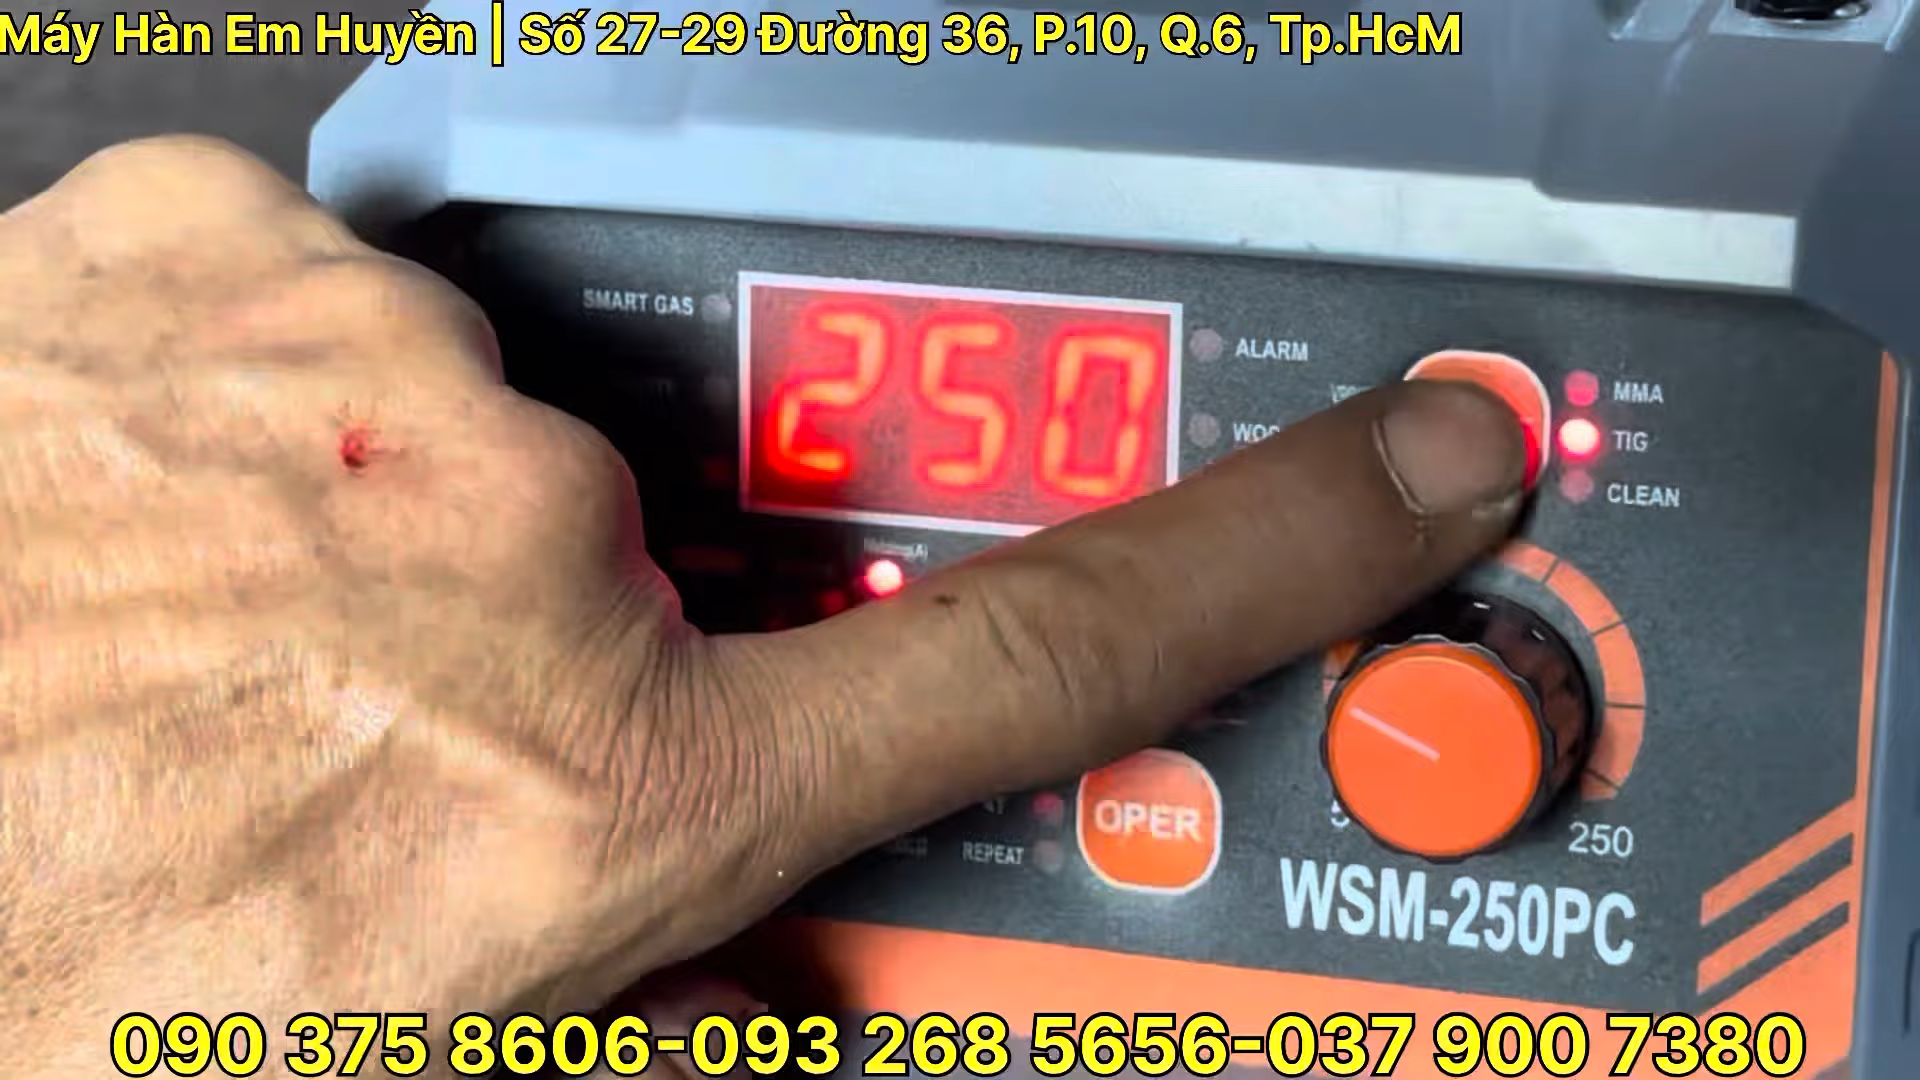 Máy Hàn Em Huyền | Số 27-29 Đường 36, P.10, Q.6, Tp.HcM
SMART GAS
250
ALARM
MMA
TIG
CLEAN
OPER
REPEAT
250
WSM-250PC
090 375 8606-093 268 5656-037 900 7380